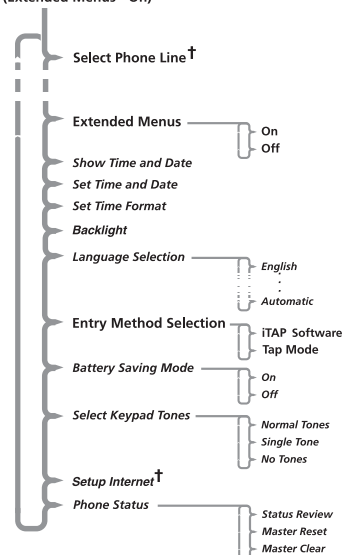 (Extended Menus - On)
Select Phone Line†
Extended Menus
On
Off
Show Time and Date
Set Time and Date
Set Time Format
Backlight
Language Selection
English
Automatic
Entry Method Selection
iTAP Software
Tap Mode
Battery Saving Mode
On
Off
Select Keypad Tones
Normal Tones
Single Tone
No Tones
Setup Internet†
Phone Status
Status Review
Master Reset
Master Clear